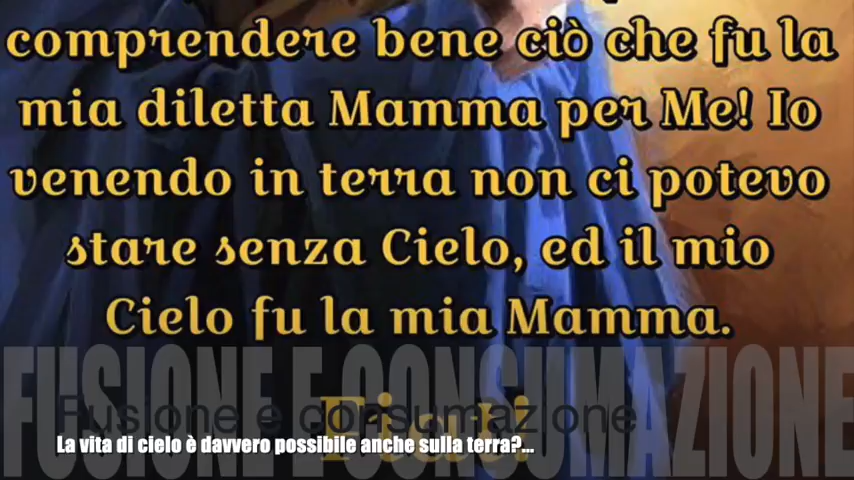 comprendere bene ciò che fu la
mia diletta Mamma per Me! Io
venendo in terra non ci potevo
stare senza Cielo, ed il mio
Cielo fu la mia Mamma.
FUSIONE E CONSUMAZIONE
Fusione e consumazione
Fiat!
La vita di cielo è davvero possibile anche sulla terra?...